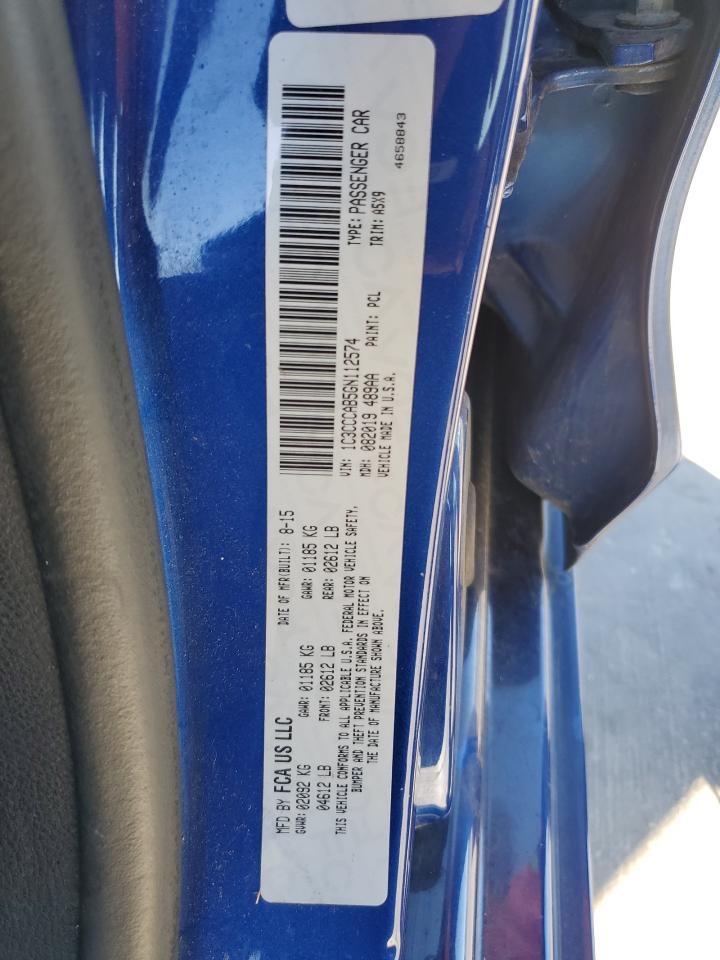 MFD BY FCA US LLC DATE OF MFR(BUILT): 8-15
GVWR: 02092 KG GAWR: 01185 KG GAWR: 01185 KG
04612 LB FRONT: 02612 LB REAR: 02612 LB
THIS VEHICLE CONFORMS TO ALL APPLICABLE U.S.A. FEDERAL MOTOR VEHICLE SAFETY,
BUMPER AND THEFT PREVENTION STANDARDS IN EFFECT ON
THE DATE OF MANUFACTURE SHOWN ABOVE.
VIN: 1C3CCCAB5GN112574 TYPE: PASSENGER CAR
MDH: 082019 489AA PAINT: PCL TRIM: A5X9
VEHICLE MADE IN U.S.A. 4658843